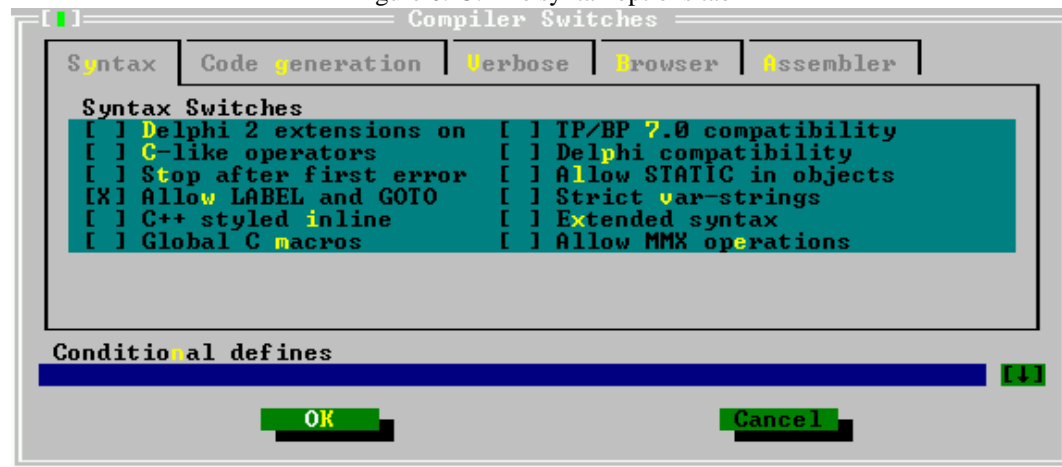 [ ] Compiler Switches
Syntax Code generation Verbose Browser Assembler
Syntax Switches
[ ] Delphi 2 extensions on [ ] TP/BP 7.0 compatibility
[ ] C-like operators [ ] Delphi compatibility
[ ] Stop after first error [ ] Allow STATIC in objects
[X] Allow LABEL and GOTO [ ] Strict var-strings
[ ] C++ styled inline [ ] Extended syntax
[ ] Global C macros [ ] Allow MMX operations
Conditional defines
[↓]
OK Cancel